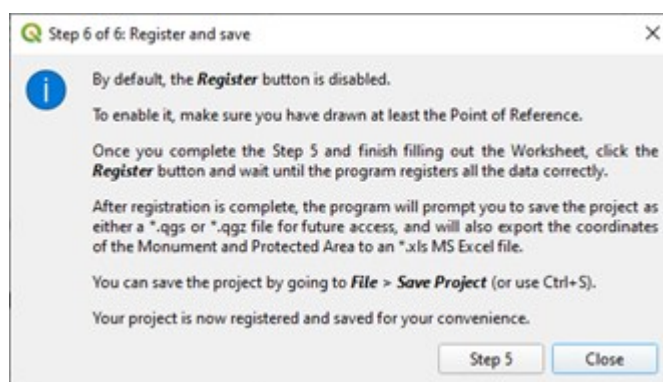 Step 6 of 6: Register and save
By default, the Register button is disabled.
To enable it, make sure you have drawn at least the Point of Reference.
Once you complete the Step 5 and finish filling out the Worksheet, click the
Register button and wait until the program registers all the data correctly.
After registration is complete, the program will prompt you to save the project as
either a *.qgs or *.qgz file for future access, and will also export the coordinates
of the Monument and Protected Area to an *.xls MS Excel file.
You can save the project by going to File > Save Project (or use Ctrl+S).
Your project is now registered and saved for your convenience.
Step 5
Close